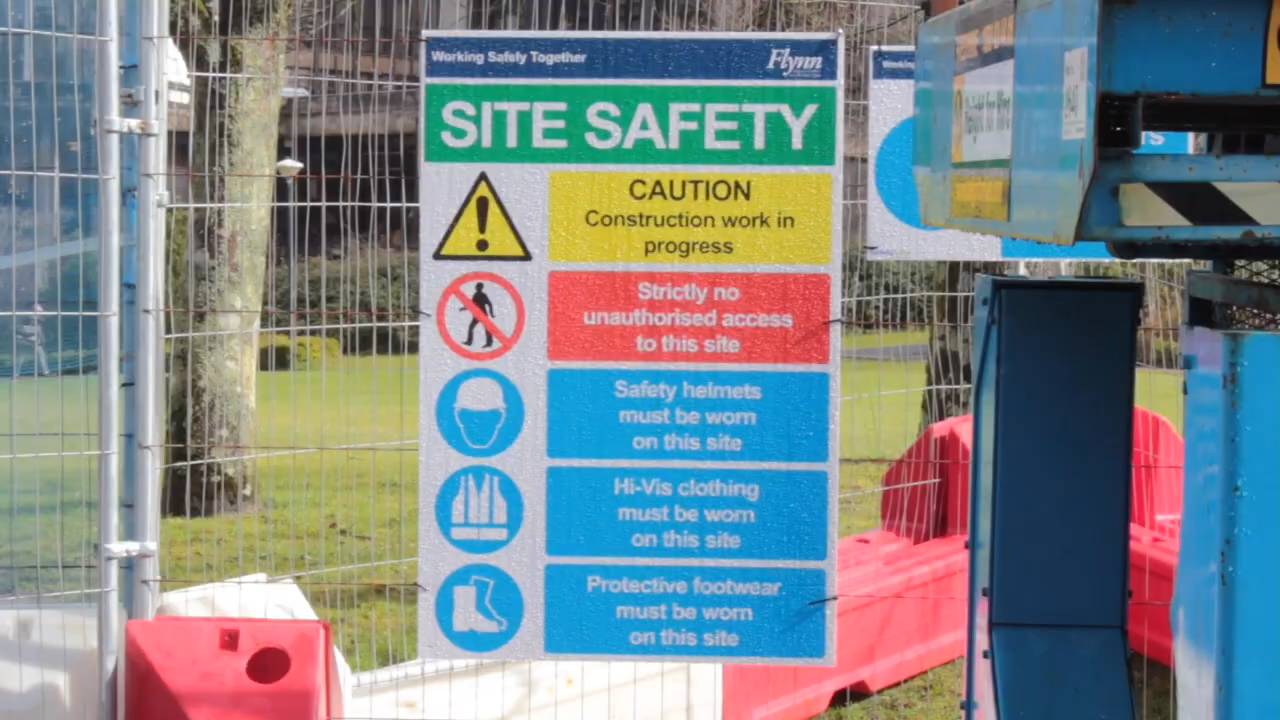 Working Safely Together
Flynn
SITE SAFETY
CAUTION
Construction work in
progress
Strictly no
unauthorised access
to this site
Safety helmets
must be worn
on this site
Hi-Vis clothing
must be worn
on this site
Protective footwear
must be worn
on this site
Working